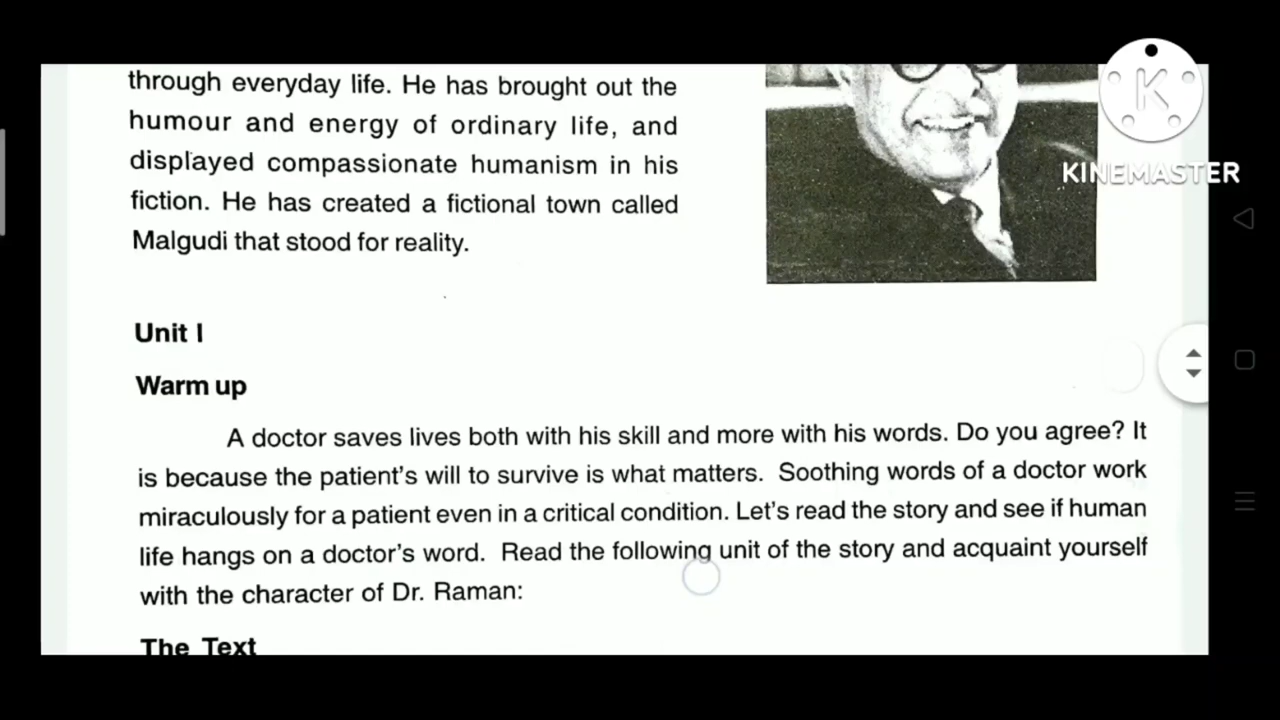 through everyday life. He has brought out the
humour and energy of ordinary life, and
displayed compassionate humanism in his
fiction. He has created a fictional town called
Malgudi that stood for reality.
K
KINEMASTER
Unit I
Warm up
A doctor saves lives both with his skill and more with his words. Do you agree? It
is because the patient's will to survive is what matters. Soothing words of a doctor work
miraculously for a patient even in a critical condition. Let's read the story and see if human
life hangs on a doctor's word. Read the following unit of the story and acquaint yourself
with the character of Dr. Raman:
The Text